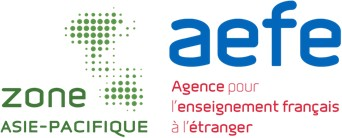 zone
ASIE-PACIFIQUE
aefe
Agence pour
l'enseignement français
à l'étranger